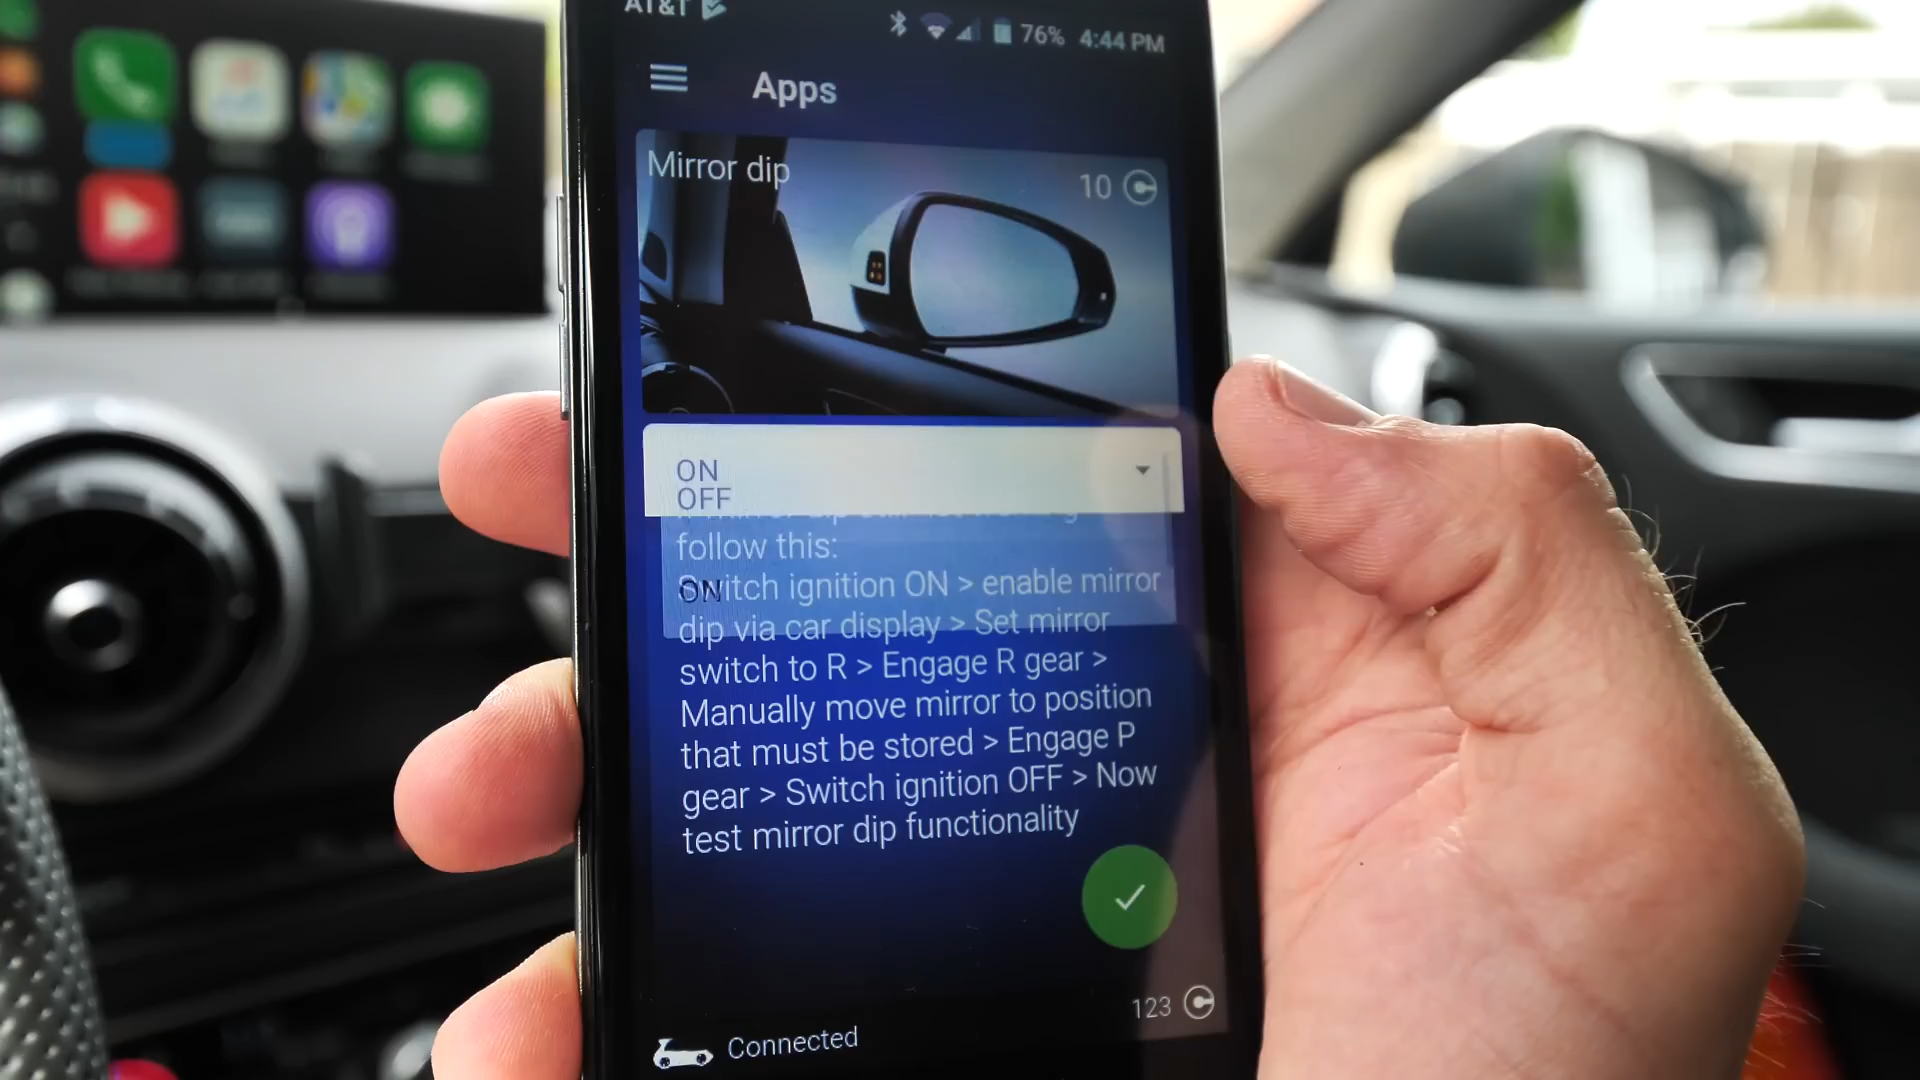 AT&T
76% 4:44 PM
Apps
Mirror dip
10
ON
OFF
follow this:
Switch ignition ON > enable mirror
ON
dip via car display > Set mirror
switch to R > Engage R gear >
Manually move mirror to position
that must be stored > Engage P
gear > Switch ignition OFF > Now
test mirror dip functionality
123
Connected